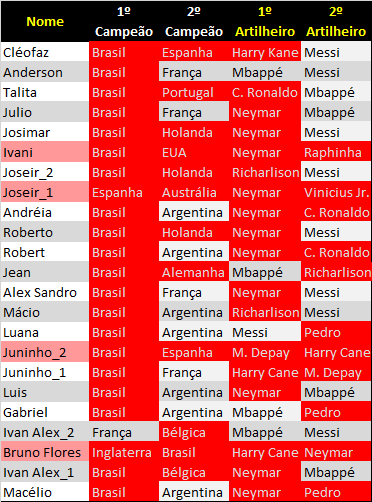 Nome 1º Campeão 2º Campeão 1º Artilheiro 2º Artilheiro
Cléofaz Brasil Espanha Harry Kane Messi
Anderson Brasil França Mbappé Messi
Talita Brasil Portugal C. Ronaldo Mbappé
Julio Brasil França Neymar Mbappé
Josimar Brasil Holanda Neymar Messi
Ivani Brasil EUA Neymar Raphinha
Joseir_2 Brasil Holanda Richarlison Messi
Joseir_1 Espanha Austrália Neymar Vinicius Jr.
Andréia Brasil Argentina Neymar C. Ronaldo
Roberto Brasil Holanda Neymar Messi
Robert Brasil Argentina Neymar C. Ronaldo
Jean Brasil Alemanha Mbappé Richarlison
Alex Sandro Brasil França Neymar Messi
Mácio Brasil Argentina Richarlison Messi
Luana Brasil Argentina Messi Pedro
Juninho_2 Brasil Espanha M. Depay Harry Cane
Juninho_1 Brasil França Harry Cane M. Depay
Luis Brasil Argentina Neymar Mbappé
Gabriel Brasil Argentina Mbappé Pedro
Ivan Alex_2 França Bélgica Mbappé Messi
Bruno Flores Inglaterra Brasil Harry Cane Neymar
Ivan Alex_1 Brasil Bélgica Neymar Mbappé
Macélio Brasil Argentina Neymar Pedro